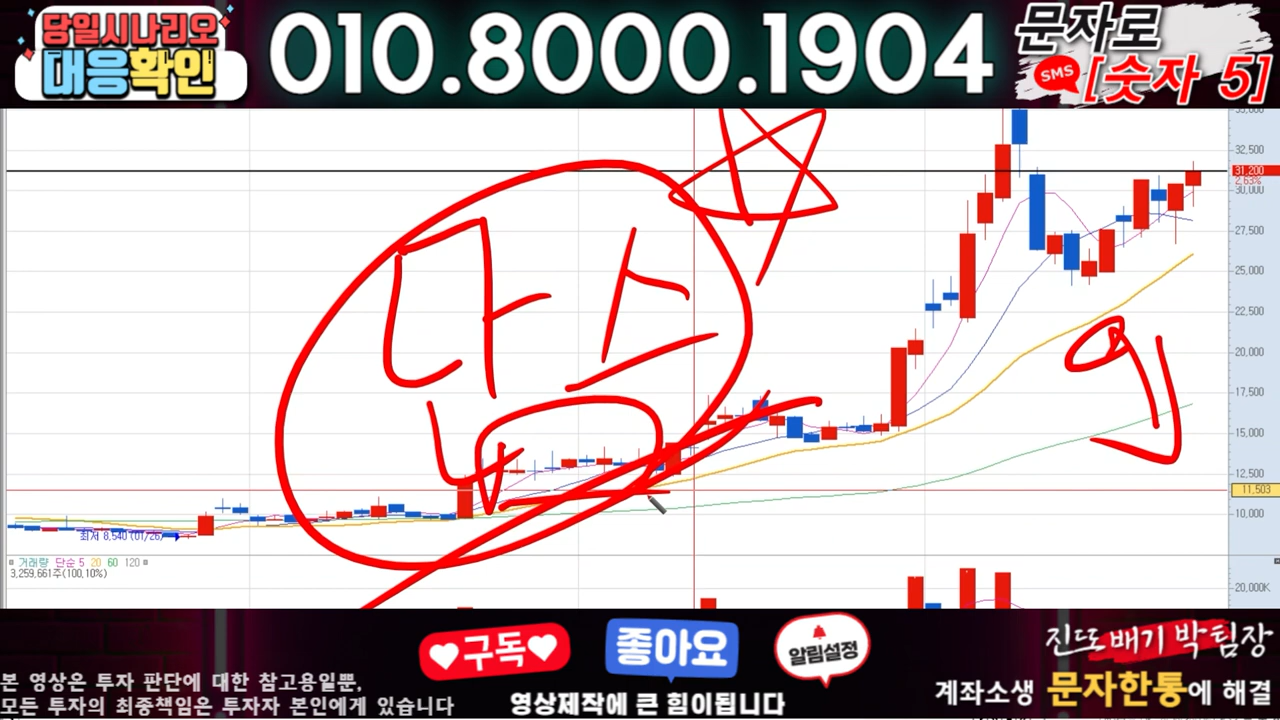 당일시나리오
대응확인
010.8000.1904
문자로
SMS
[숫자 5]
35,000
32,500
31,200
2.63%
30,000
27,500
25,000
22,500
20,000
17,500
15,000
12,500
11,503
10,000
나스
최저 8,540 (01/26)
거래량 단순 5 20 60 120
3,259,661주(100,10%)
20,000K
구독
좋아요
알림설정
진또배기 박팀장
본 영상은 투자 판단에 대한 참고용일뿐,
모든 투자의 최종책임은 투자자 본인에게 있습니다
영상제작에 큰 힘이됩니다
계좌소생 문자한통에 해결